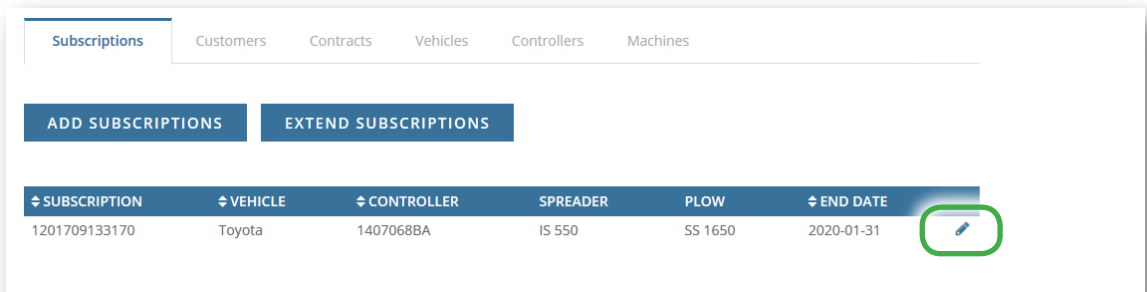 Subscriptions Customers Contracts Vehicles Controllers Machines
ADD SUBSCRIPTIONS EXTEND SUBSCRIPTIONS
SUBSCRIPTION VEHICLE CONTROLLER SPREADER PLOW END DATE
1201709133170 Toyota 1407068BA IS 550 SS 1650 2020-01-31